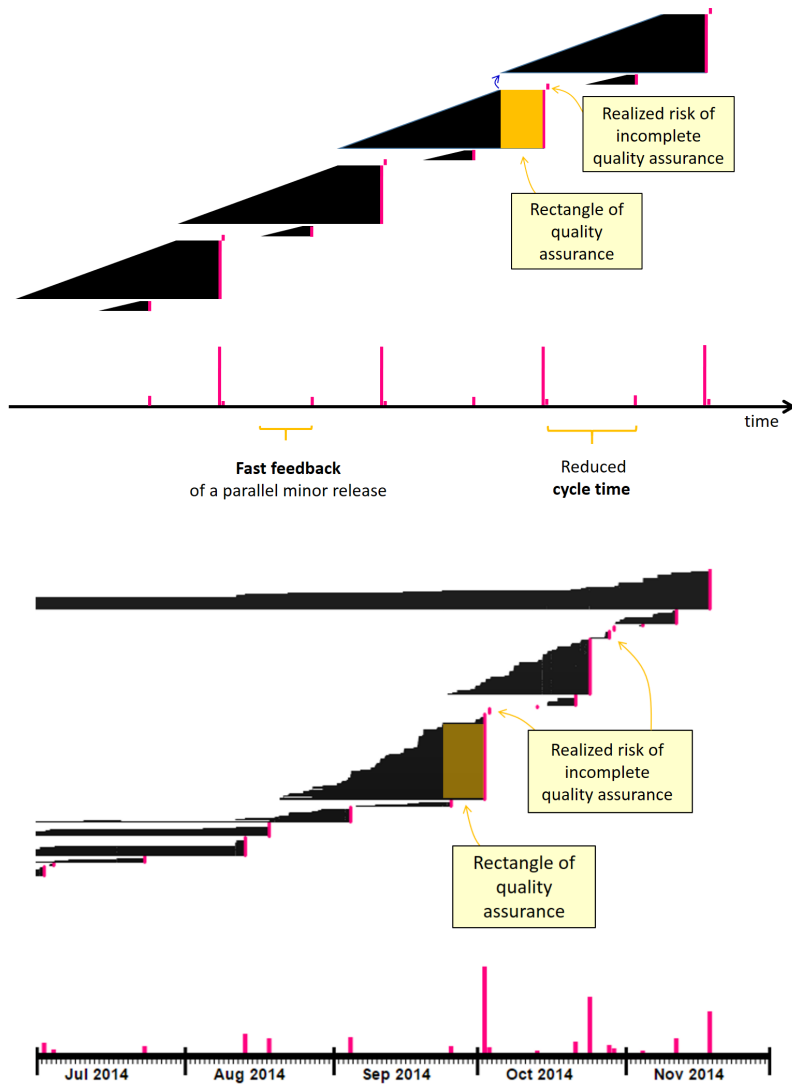 Realized risk of
incomplete
quality assurance
Rectangle of
quality
assurance
time
Fast feedback
of a parallel minor release
Reduced
cycle time
Realized risk of
incomplete
quality assurance
Rectangle of
quality
assurance
Jul 2014
Aug 2014
Sep 2014
Oct 2014
Nov 2014